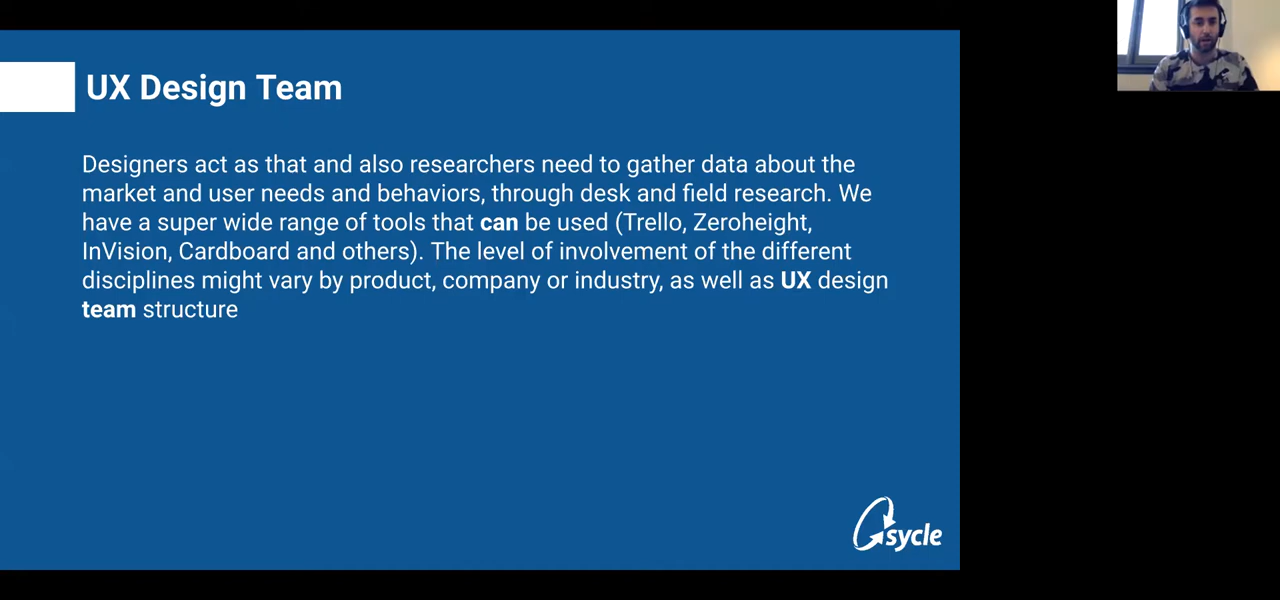 UX Design Team
Designers act as that and also researchers need to gather data about the
market and user needs and behaviors, through desk and field research. We
have a super wide range of tools that can be used (Trello, Zeroheight,
InVision, Cardboard and others). The level of involvement of the different
disciplines might vary by product, company or industry, as well as UX design
team structure
Gsycle